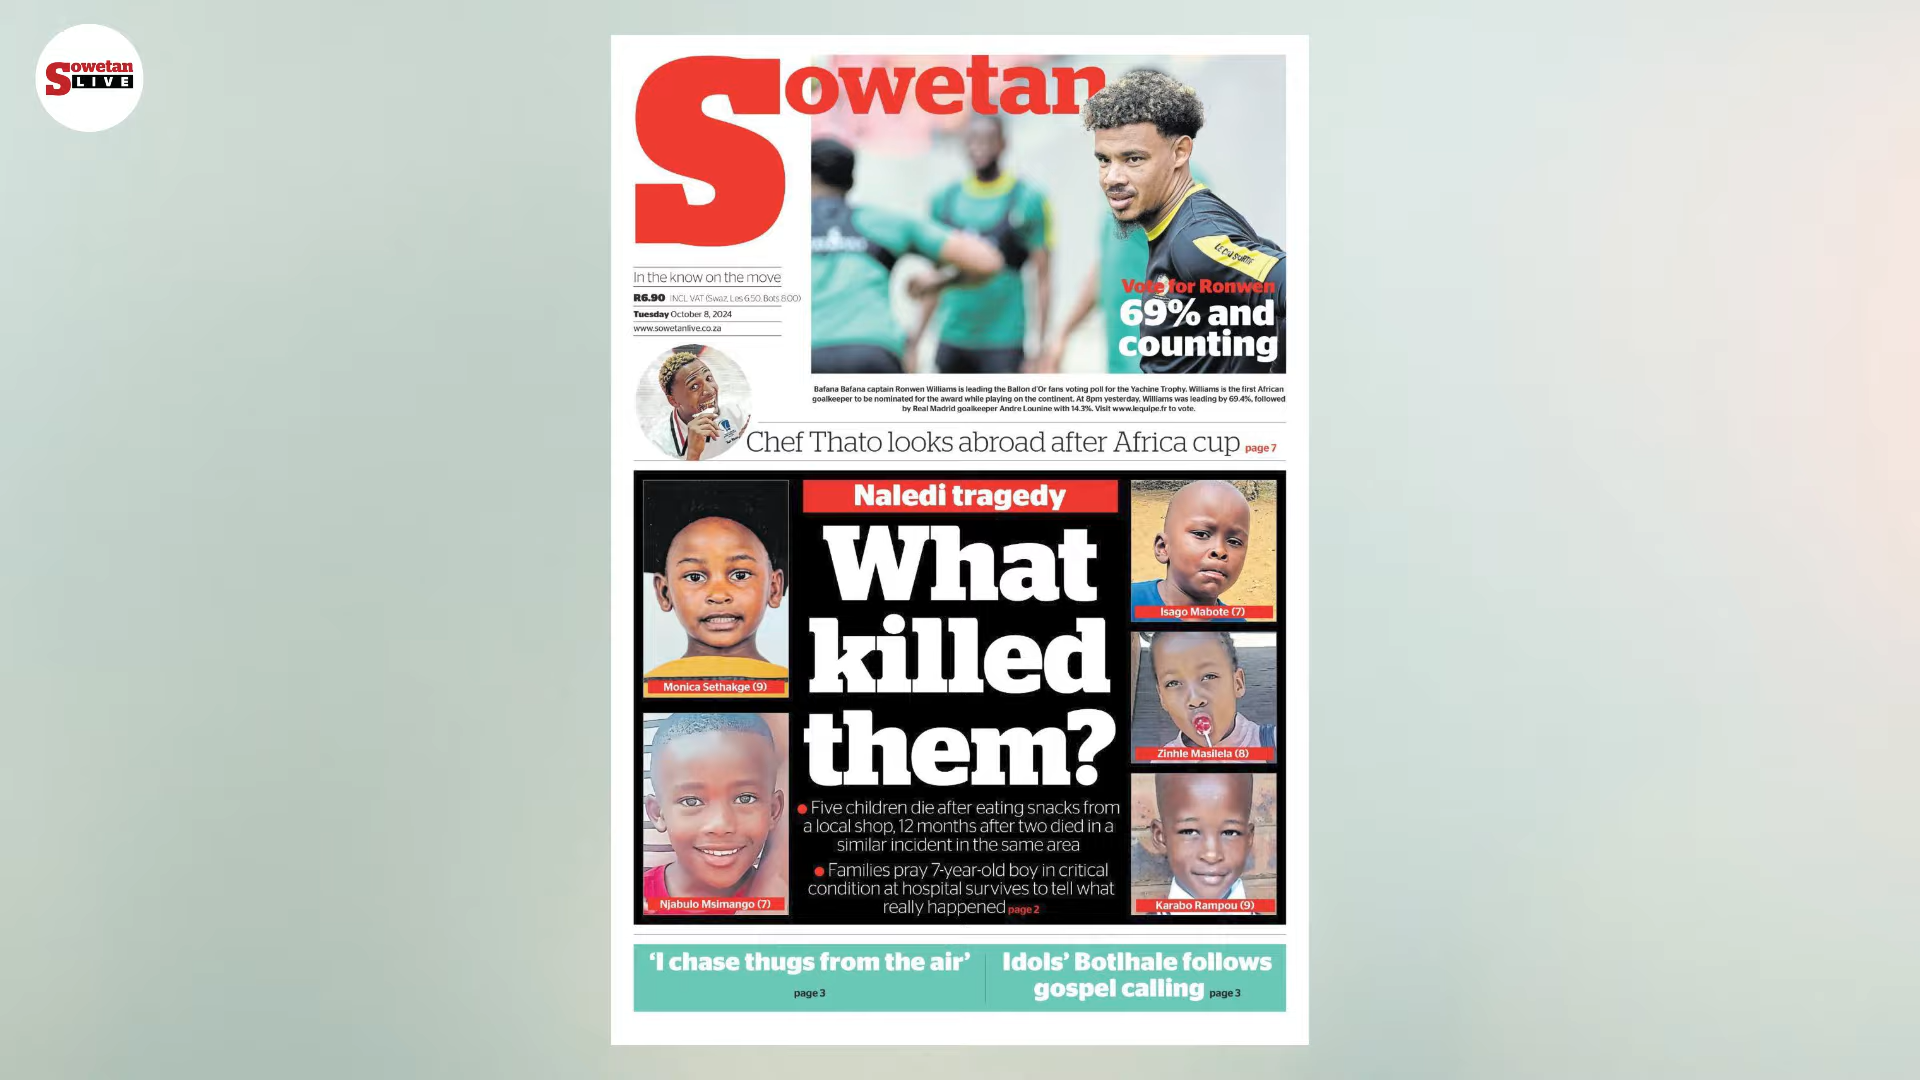 Sowetan
LIVE
Sowetan
In the know on the move
R6.90 INCL VAT (Swaz, Les 6.50, Bots 8.00)
Tuesday October 8, 2024
www.sowetanlive.co.za
LE COQ SPORTIF
Vote for Ronwen
69% and
counting
Bafana Bafana captain Ronwen Williams is leading the Ballon d'Or fans voting poll for the Yachine Trophy. Williams is the first African
goalkeeper to be nominated for the award while playing on the continent. At 8pm yesterday, Williams was leading by 69.4%, followed
by Real Madrid goalkeeper Andre Lounine with 14.3%. Visit www.lequipe.fr to vote.
Chef Thato looks abroad after Africa cup page 7
Naledi tragedy
What
killed
them?
• Five children die after eating snacks from
a local shop, 12 months after two died in a
similar incident in the same area
• Families pray 7-year-old boy in critical
condition at hospital survives to tell what
really happened page 2
Monica Sethakge (9)
Njabulo Msimango (7)
Isago Mabote (7)
Zinhle Masilela (8)
Karabo Rampou (9)
'I chase thugs from the air'
page 3
Idols' Botlhale follows
gospel calling page 3